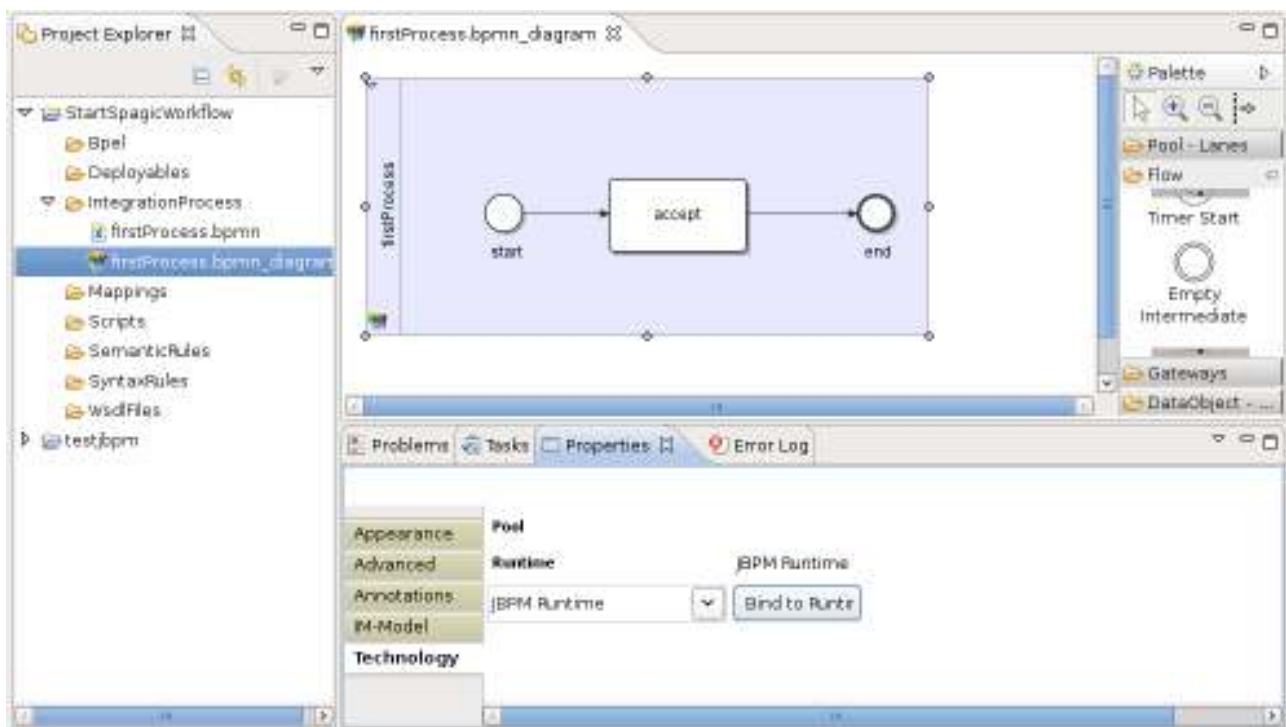 Project Explorer
StartSpagicWorkflow
Bpel
Deployables
IntegrationProcess
firstProcess.bpmn
firstProcess.bpmn_diagram
Mappings
Scripts
SemanticRules
SyntaxRules
WsdlFiles
testjbpm
firstProcess.bpmn_diagram
firstProcess
start
accept
end
Palette
Pool - Lanes
Flow
Timer Start
Empty
Intermediate
Gateways
DataObject - ...
Problems Tasks Properties Error Log
Appearance
Advanced
Annotations
IM-Model
Technology
Pool
Runtime JBPM Runtime
JBPM Runtime Bind to Runtir